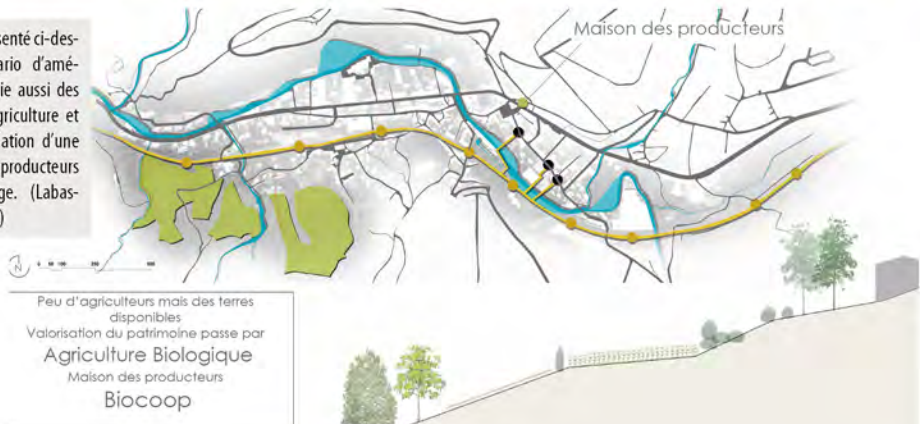 senté ci-des-
ario d'amé-
ie aussi des
griculture et
ation d'une
producteurs
ge. (Labas-
)
Maison des producteurs
N
Peu d'agriculteurs mais des terres
disponibles
Valorisation du patrimoine passe par
Agriculture Biologique
Maison des producteurs
Biocoop